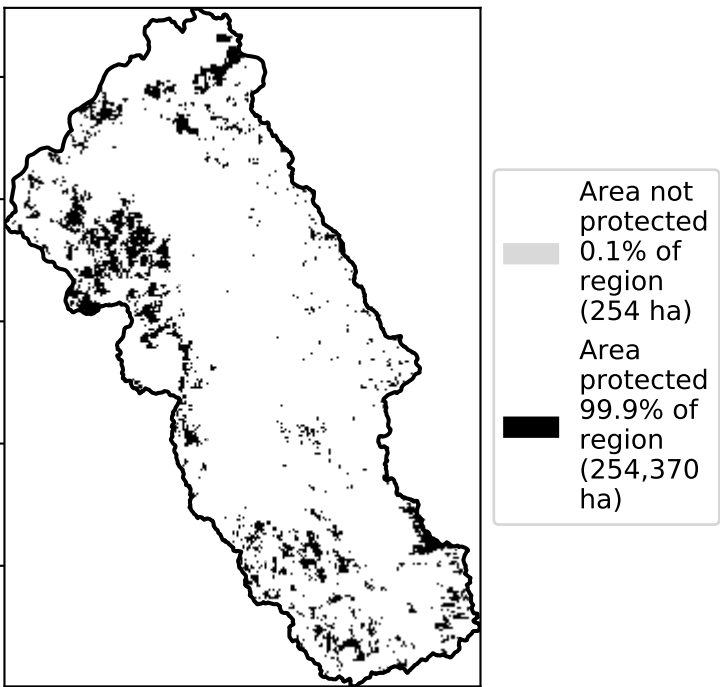 Area not
protected
0.1% of
region
(254 ha)
Area
protected
99.9% of
region
(254,370
ha)